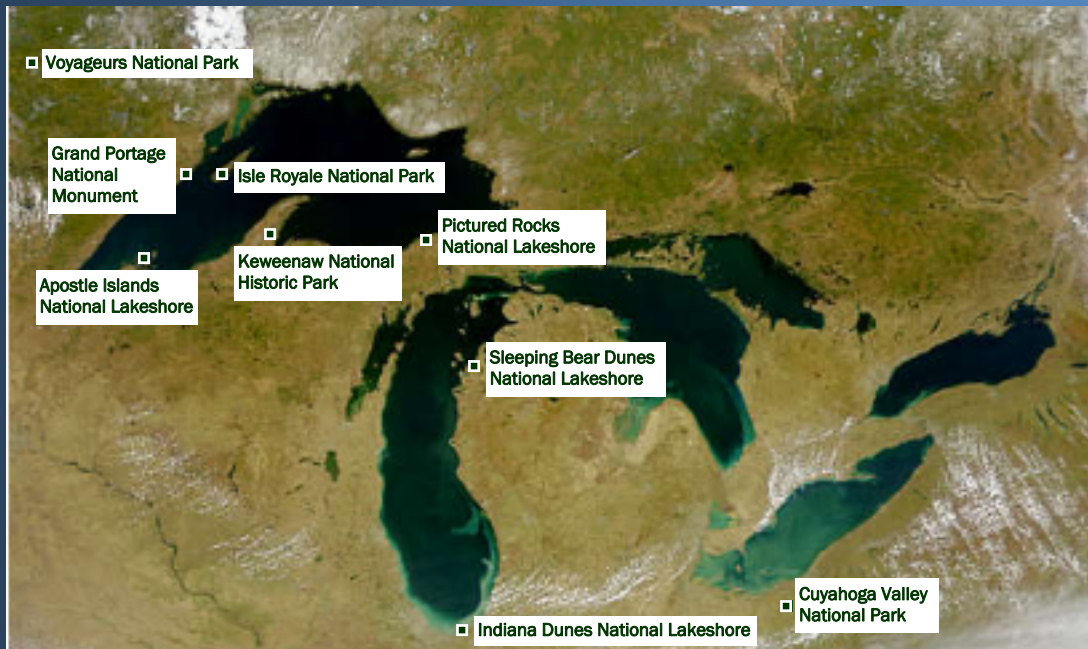 Voyageurs National Park
Grand Portage
National
Monument
Isle Royale National Park
Pictured Rocks
National Lakeshore
Keweenaw National
Historic Park
Apostle Islands
National Lakeshore
Sleeping Bear Dunes
National Lakeshore
Cuyahoga Valley
National Park
Indiana Dunes National Lakeshore